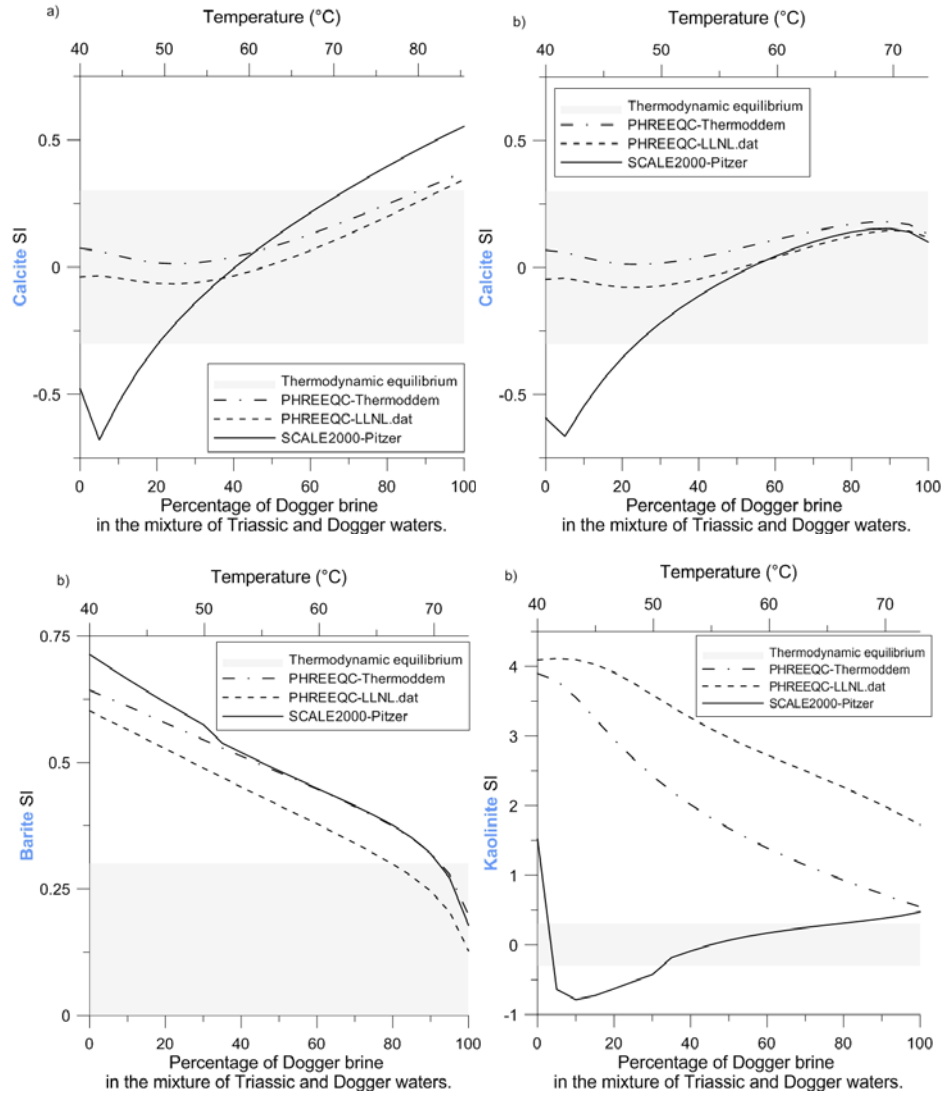 a)
Temperature (°C)
40 50 60 70 80
0.5
0
-0.5
Calcite SI
Thermodynamic equilibrium
PHREEQC-Thermoddem
PHREEQC-LLNL.dat
SCALE2000-Pitzer
0 20 40 60 80 100
Percentage of Dogger brine
in the mixture of Triassic and Dogger waters.
b)
Temperature (°C)
40 50 60 70
Thermodynamic equilibrium
PHREEQC-Thermoddem
PHREEQC-LLNL.dat
SCALE2000-Pitzer
0.5
0
-0.5
Calcite SI
0 20 40 60 80 100
Percentage of Dogger brine
in the mixture of Triassic and Dogger waters.
b)
Temperature (°C)
40 50 60 70
0.75
0.5
0.25
0
Barite SI
Thermodynamic equilibrium
PHREEQC-Thermoddem
PHREEQC-LLNL.dat
SCALE2000-Pitzer
0 20 40 60 80 100
Percentage of Dogger brine
in the mixture of Triassic and Dogger waters.
b)
Temperature (°C)
40 50 60 70
4
3
2
1
0
-1
Kaolinite SI
Thermodynamic equilibrium
PHREEQC-Thermoddem
PHREEQC-LLNL.dat
SCALE2000-Pitzer
0 20 40 60 80 100
Percentage of Dogger brine
in the mixture of Triassic and Dogger waters.